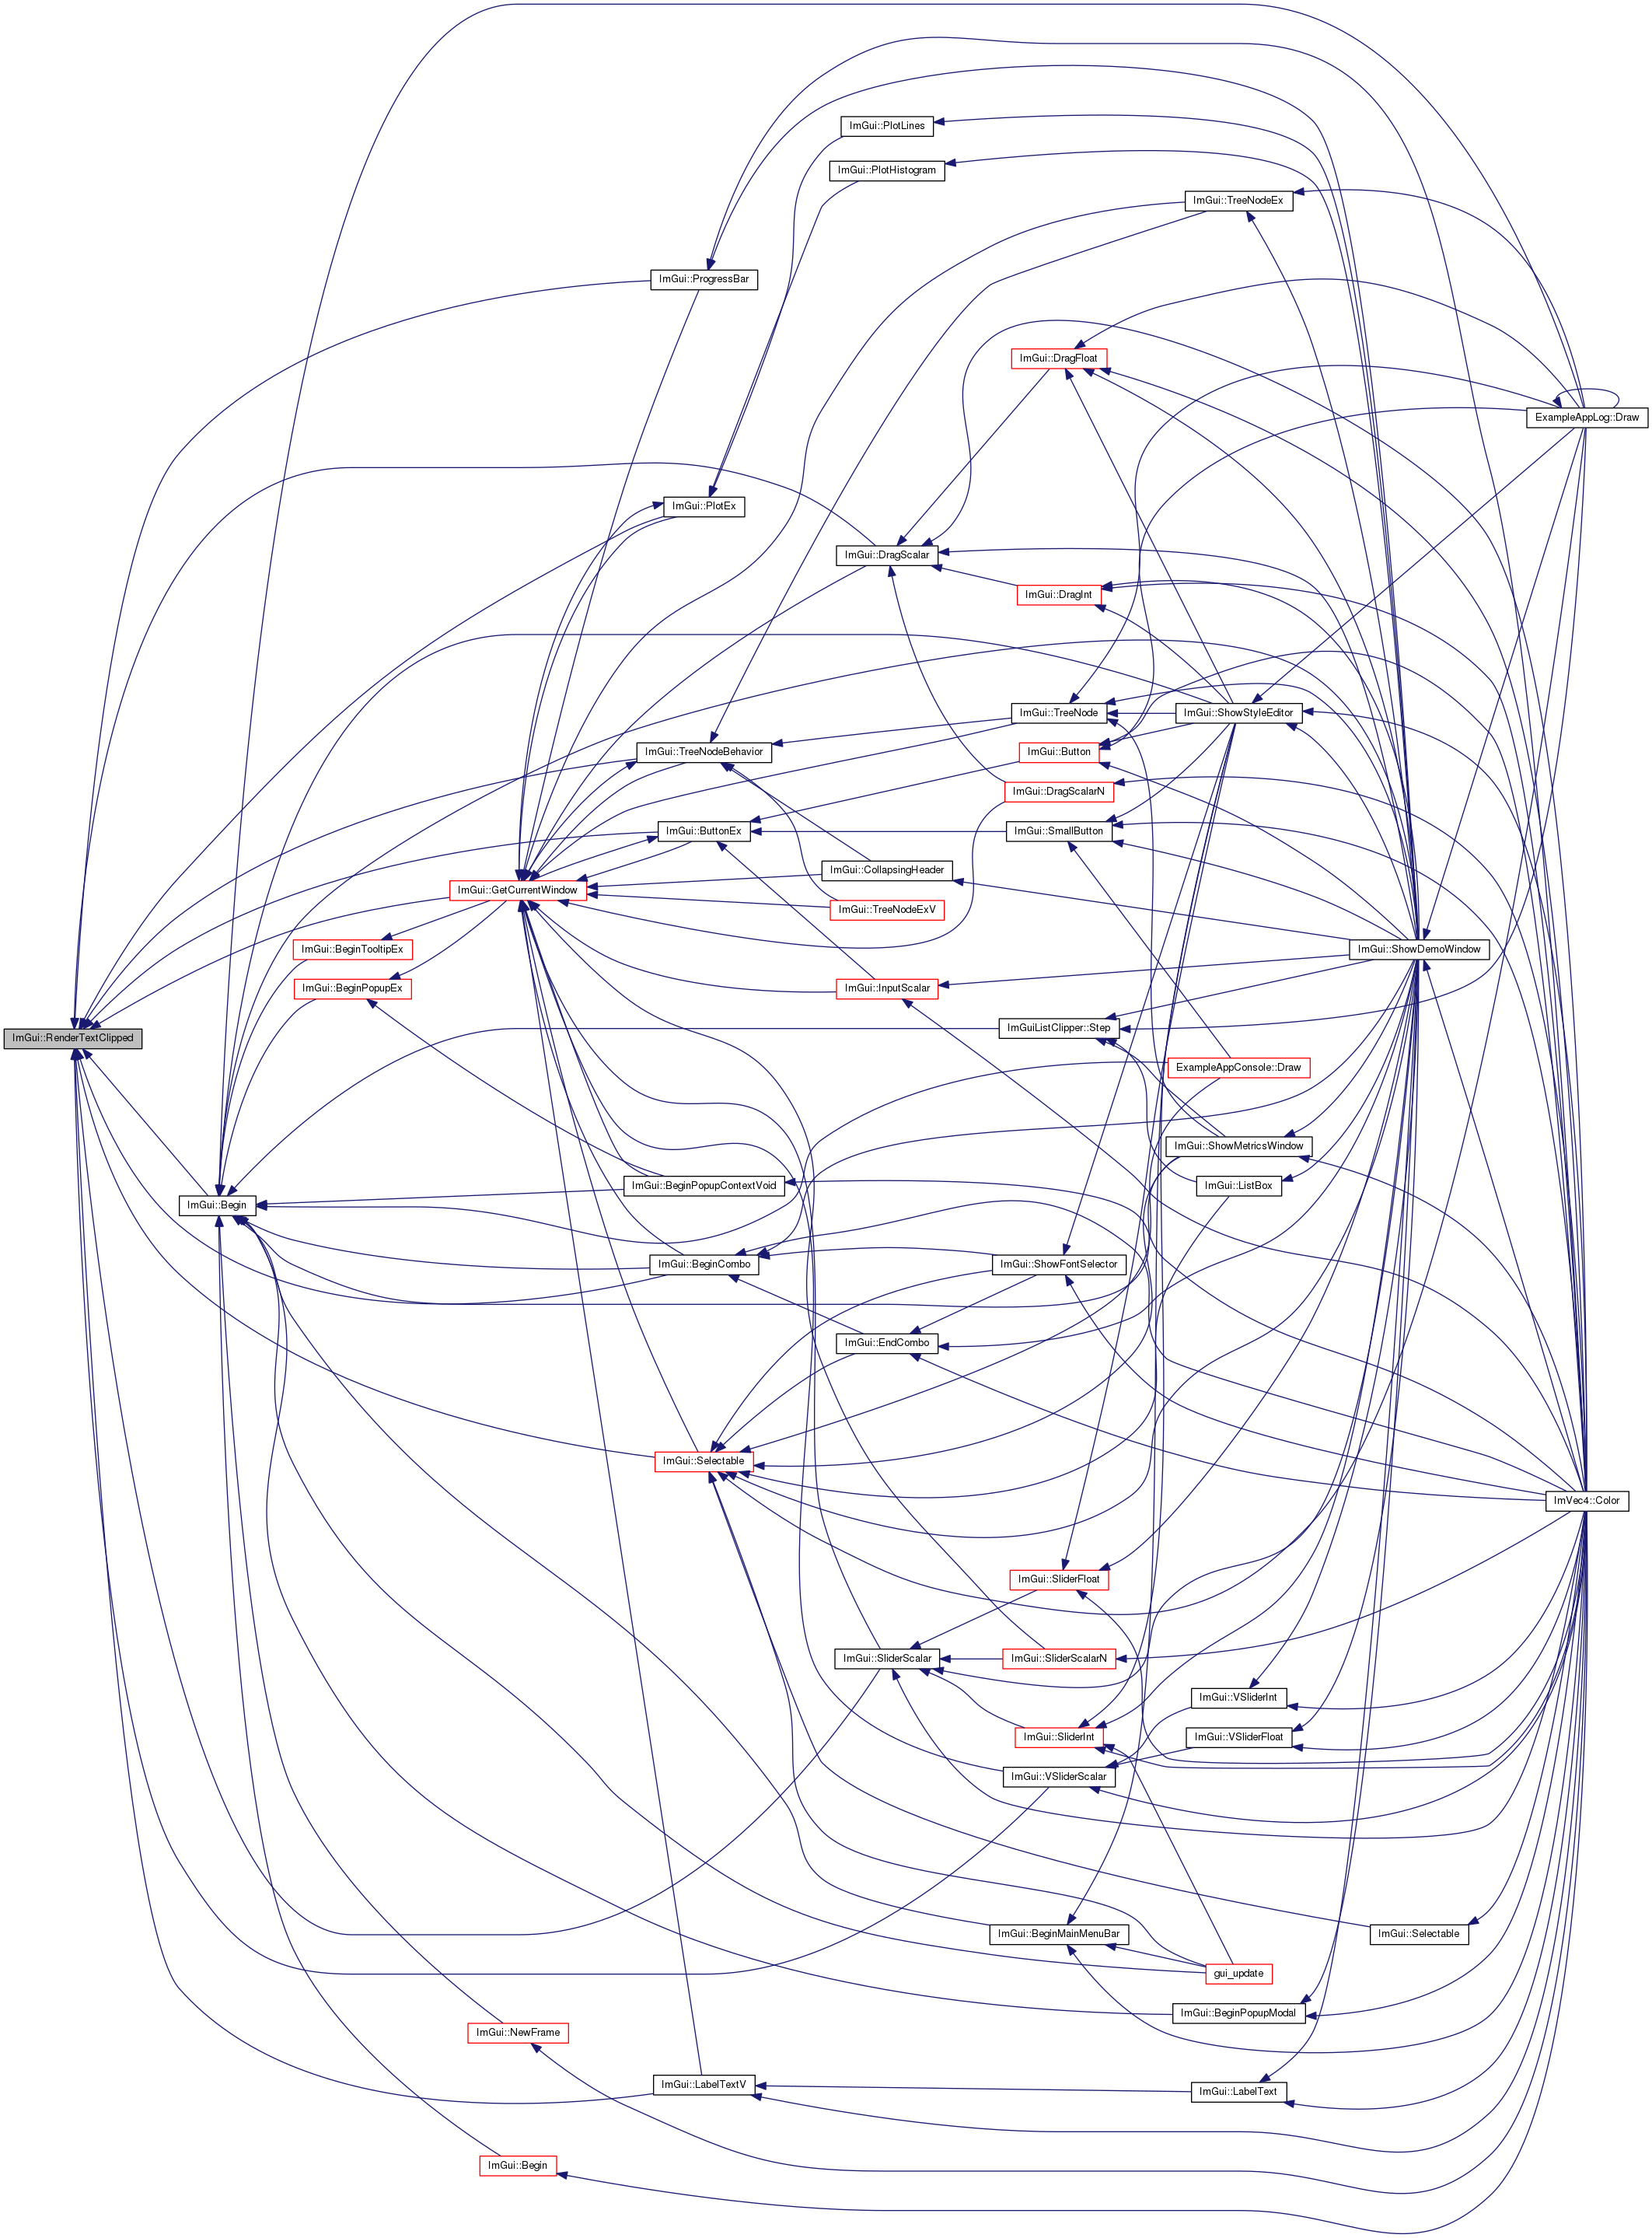 ImGui::PlotLines
ImGui::PlotHistogram
ImGui::TreeNodeEx
ImGui::ProgressBar
ImGui::DragFloat
ExampleAppLog::Draw
ImGui::PlotEx
ImGui::DragScalar
ImGui::DragInt
ImGui::TreeNode
ImGui::ShowStyleEditor
ImGui::TreeNodeBehavior
ImGui::Button
ImGui::DragScalarN
ImGui::ButtonEx
ImGui::SmallButton
ImGui::CollapsingHeader
ImGui::GetCurrentWindow
ImGui::TreeNodeExV
ImGui::BeginTooltipEx
ImGui::ShowDemoWindow
ImGui::BeginPopupEx
ImGui::InputScalar
ImGui::RenderTextClipped
ImGuiListClipper::Step
ExampleAppConsole::Draw
ImGui::ShowMetricsWindow
ImGui::BeginPopupContextVoid
ImGui::ListBox
ImGui::Begin
ImGui::BeginCombo
ImGui::ShowFontSelector
ImGui::EndCombo
ImGui::Selectable
ImVec4::Color
ImGui::SliderFloat
ImGui::SliderScalar
ImGui::SliderScalarN
ImGui::VSliderInt
ImGui::SliderInt
ImGui::VSliderFloat
ImGui::VSliderScalar
ImGui::BeginMainMenuBar
ImGui::Selectable
gui_update
ImGui::BeginPopupModal
ImGui::NewFrame
ImGui::LabelTextV
ImGui::LabelText
ImGui::Begin